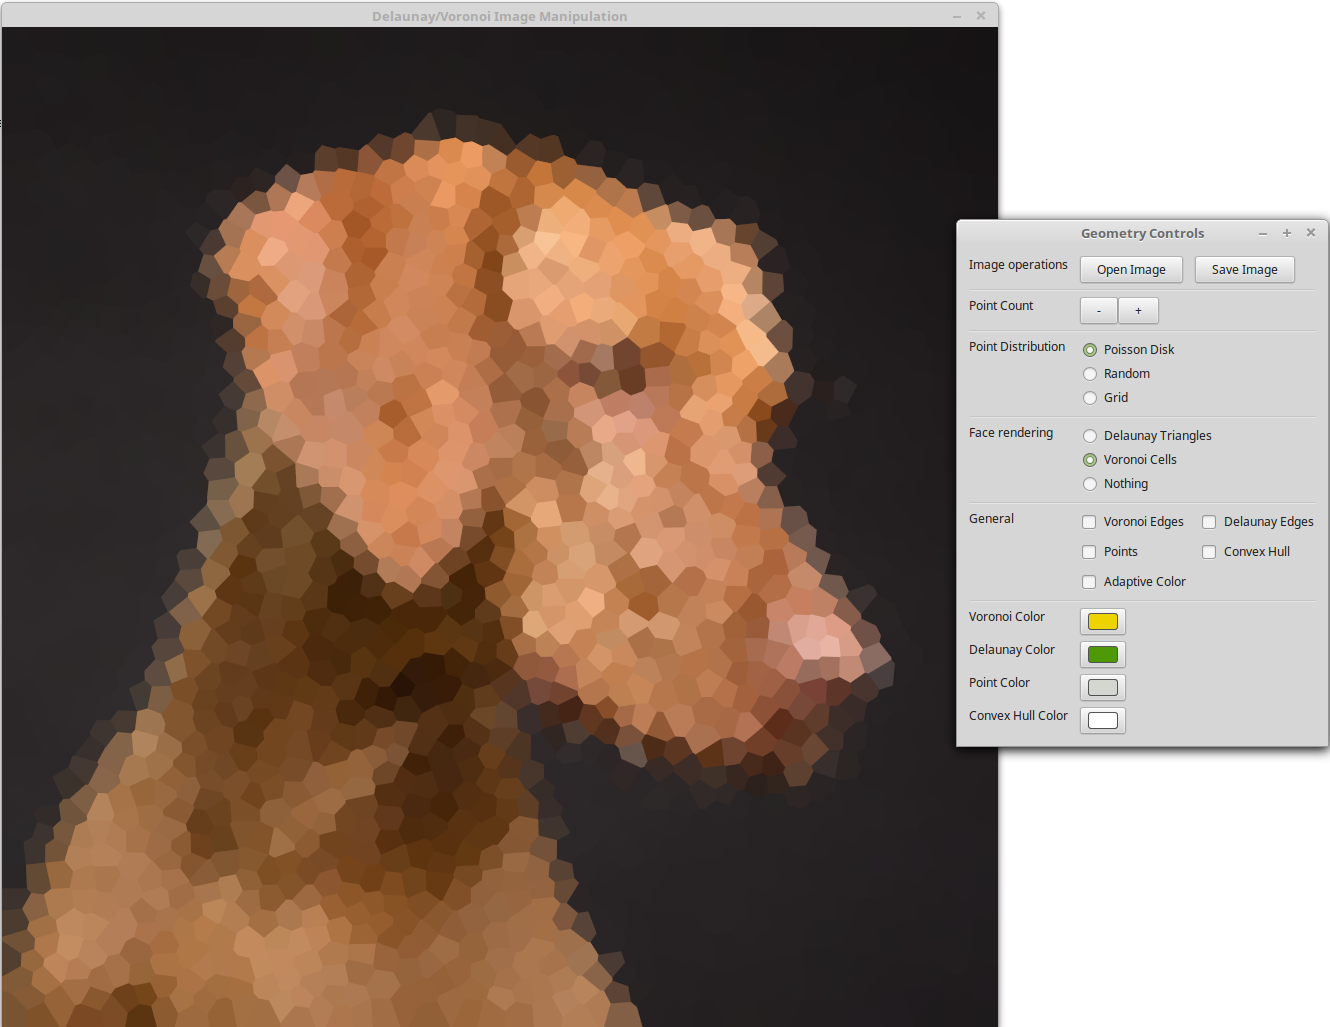 Delaunay/Voronoi Image Manipulation
Geometry Controls
Image operations Open Image Save Image
Point Count - +
Point Distribution Poisson Disk
Random
Grid
Face rendering Delaunay Triangles
Voronoi Cells
Nothing
General Voronoi Edges Delaunay Edges
Points Convex Hull
Adaptive Color
Voronoi Color
Delaunay Color
Point Color
Convex Hull Color